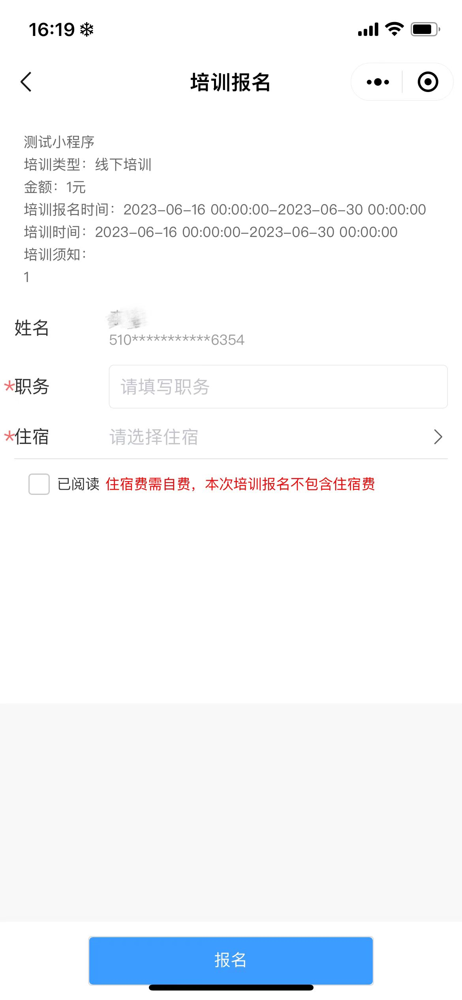 16:19
培训报名
测试小程序
培训类型：线下培训
金额：1元
培训报名时间：2023-06-16 00:00:00-2023-06-30 00:00:00
培训时间：2023-06-16 00:00:00-2023-06-30 00:00:00
培训须知：
1
姓名
510***********6354
*职务 请填写职务
*住宿 请选择住宿
已阅读 住宿费需自费，本次培训报名不包含住宿费
报名